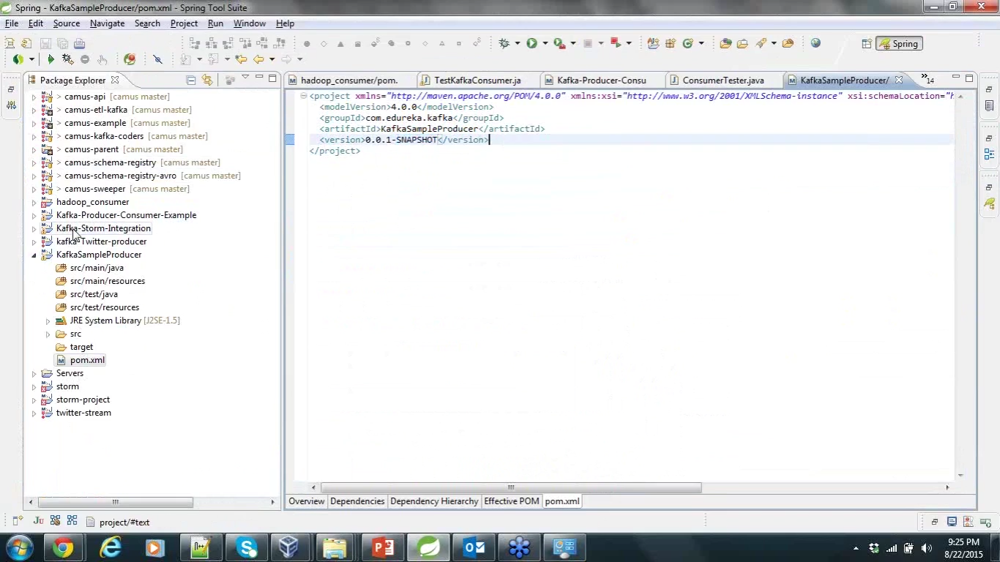 Spring - KafkaSampleProducer/pom.xml - Spring Tool Suite
File Edit Source Navigate Search Project Run Window Help
Spring
Package Explorer
hadoop_consumer/pom. TestKafkaConsumer.ja Kafka-Producer-Consu ConsumerTester.java KafkaSampleProducer/ »14
> camus-api [camus master]
> camus-etl-kafka [camus master]
> camus-example [camus master]
> camus-kafka-coders [camus master]
> camus-parent [camus master]
> camus-schema-registry [camus master]
> camus-schema-registry-avro [camus master]
> camus-sweeper [camus master]
hadoop_consumer
Kafka-Producer-Consumer-Example
Kafka-Storm-Integration
kafka-Twitter-producer
KafkaSampleProducer
src/main/java
src/main/resources
src/test/java
src/test/resources
JRE System Library [J2SE-1.5]
src
target
pom.xml
Servers
storm
storm-project
twitter-stream
<project xmlns="http://maven.apache.org/POM/4.0.0" xmlns:xsi="http://www.w3.org/2001/XMLSchema-instance" xsi:schemaLocation="h
<modelVersion>4.0.0</modelVersion>
<groupId>com.edureka.kafka</groupId>
<artifactId>KafkaSampleProducer</artifactId>
<version>0.0.1-SNAPSHOT</version>
</project>
Overview Dependencies Dependency Hierarchy Effective POM pom.xml
project/#text
9:25 PM
8/22/2015